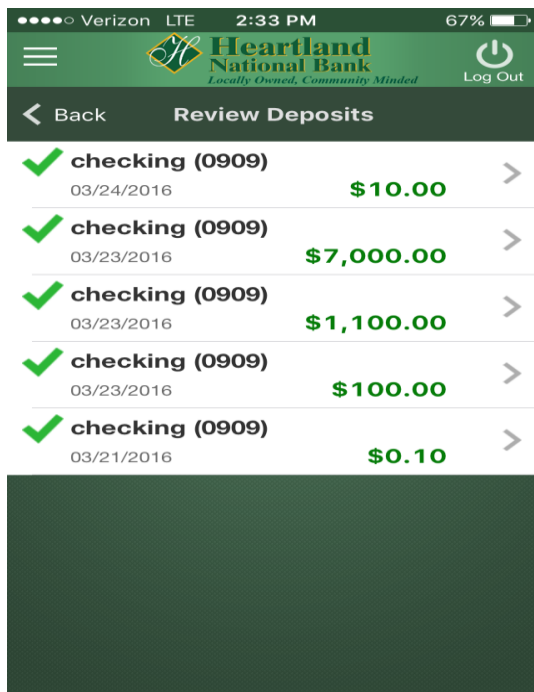 Verizon LTE 2:33 PM 67%
Heartland
National Bank
Locally Owned, Community Minded
Log Out
Back Review Deposits
checking (0909)
03/24/2016 $10.00
checking (0909)
03/23/2016 $7,000.00
checking (0909)
03/23/2016 $1,100.00
checking (0909)
03/23/2016 $100.00
checking (0909)
03/21/2016 $0.10